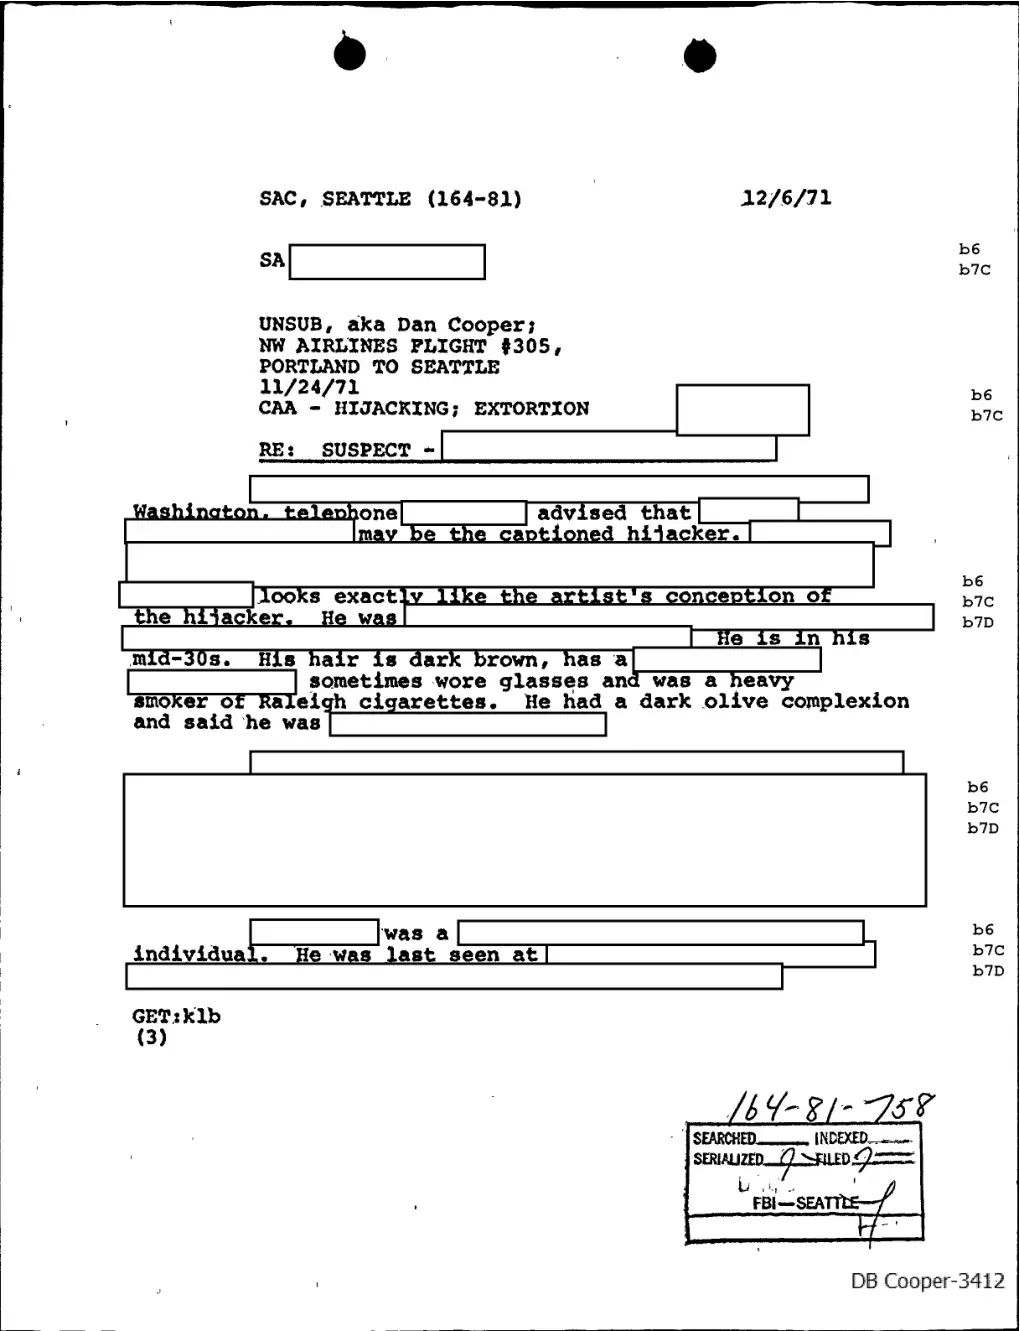 SAC, SEATTLE (164-81) 12/6/71
SA b6
b7C
UNSUB, aka Dan Cooper;
NW AIRLINES FLIGHT #305,
PORTLAND TO SEATTLE
11/24/71
CAA - HIJACKING; EXTORTION
b6
b7C
RE: SUSPECT -
Washington, telephone advised that
may be the captioned hijacker.
looks exactly like the artist's conception of
the hijacker. He was
b6
b7C
b7D
He is in his
mid-30s. His hair is dark brown, has a
sometimes wore glasses and was a heavy
smoker of Raleigh cigarettes. He had a dark olive complexion
and said he was
b6
b7C
b7D
was a
individual. He was last seen at
b6
b7C
b7D
GET:klb
(3)
164-81-758
SEARCHED INDEXED
SERIALIZED FILED
FBI-SEATTLE
DB Cooper-3412